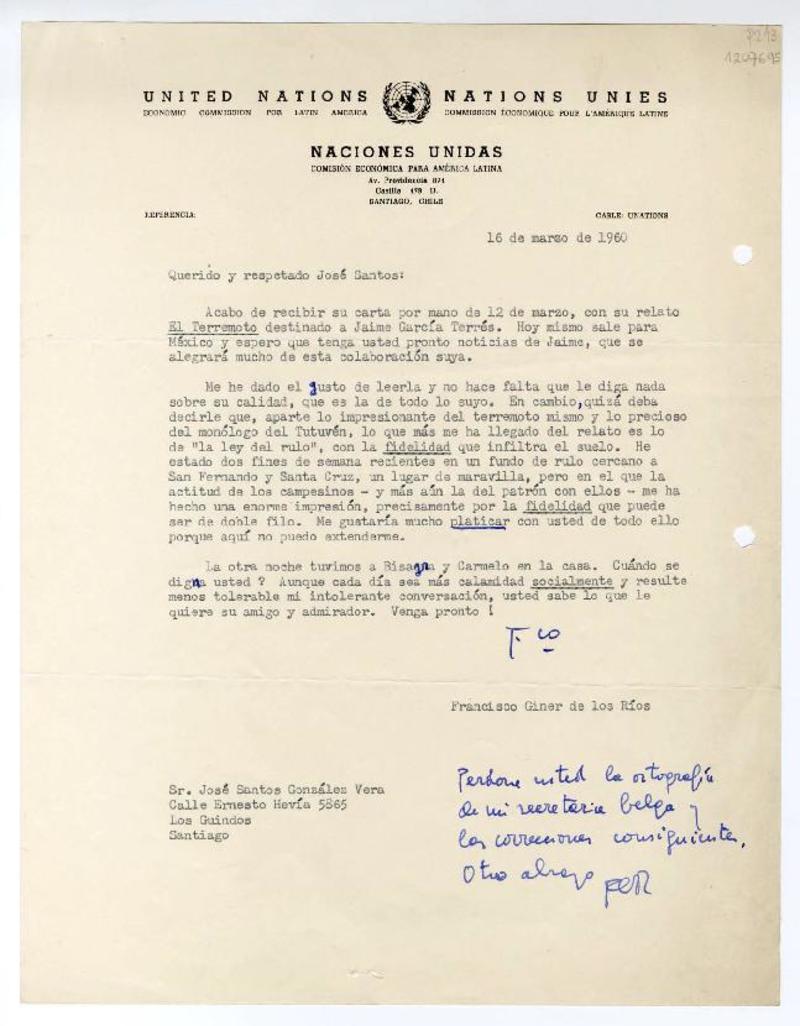 P213
1207695
UNITED NATIONS NATIONS UNIES
ECONOMIC COMMISSION FOR LATIN AMERICA COMMISSION ÉCONOMIQUE POUR L'AMÉRIQUE LATINE
NACIONES UNIDAS
COMISIÓN ECONÓMICA PARA AMÉRICA LATINA
Av. Providencia 871
Casilla 179 D.
SANTIAGO, CHILE
REFERENCIA: CABLE: UNATIONS
16 de marzo de 1960
Querido y respetado José Santos:
Acabo de recibir su carta por mano de 12 de marzo, con su relato
El Terremoto destinado a Jaime García Terrés. Hoy mismo sale para
México y espero que tenga usted pronto noticias de Jaime, que se
alegrará mucho de esta colaboración suya.
Me he dado el gusto de leerla y no hace falta que le diga nada
sobre su calidad, que es la de todo lo suyo. En cambio, quizá deba
decirle que, aparte lo impresionante del terremoto mismo y lo precioso
del monólogo del Tutuvén, lo que más me ha llegado del relato es lo
de "la ley del rulo", con la fidelidad que infiltra el suelo. He
estado dos fines de semana recientes en un fundo de rulo cercano a
San Fernando y Santa Cruz, un lugar de maravilla, pero en el que la
actitud de los campesinos - y más aún la del patrón con ellos - me ha
hecho una enorme impresión, precisamente por la fidelidad que puede
ser de doble filo. Me gustaría mucho platicar con usted de todo ello
porque aquí no puedo extenderme.
La otra noche tuvimos a Bisagra y Carmelo en la casa. Cuándo se
digna usted ? Aunque cada día sea más calamidad socialmente y resulte
menos tolerable mi intolerante conversación, usted sabe lo que le
quiere su amigo y admirador. Venga pronto !
Fco
Francisco Giner de los Ríos
Sr. José Santos González Vera
Calle Ernesto Hevía 5865
Los Guindos
Santiago
Perdone usted la ortografía
de mi secretaria belga y
las correcciones consiguientes.
Otro abrazo FGR